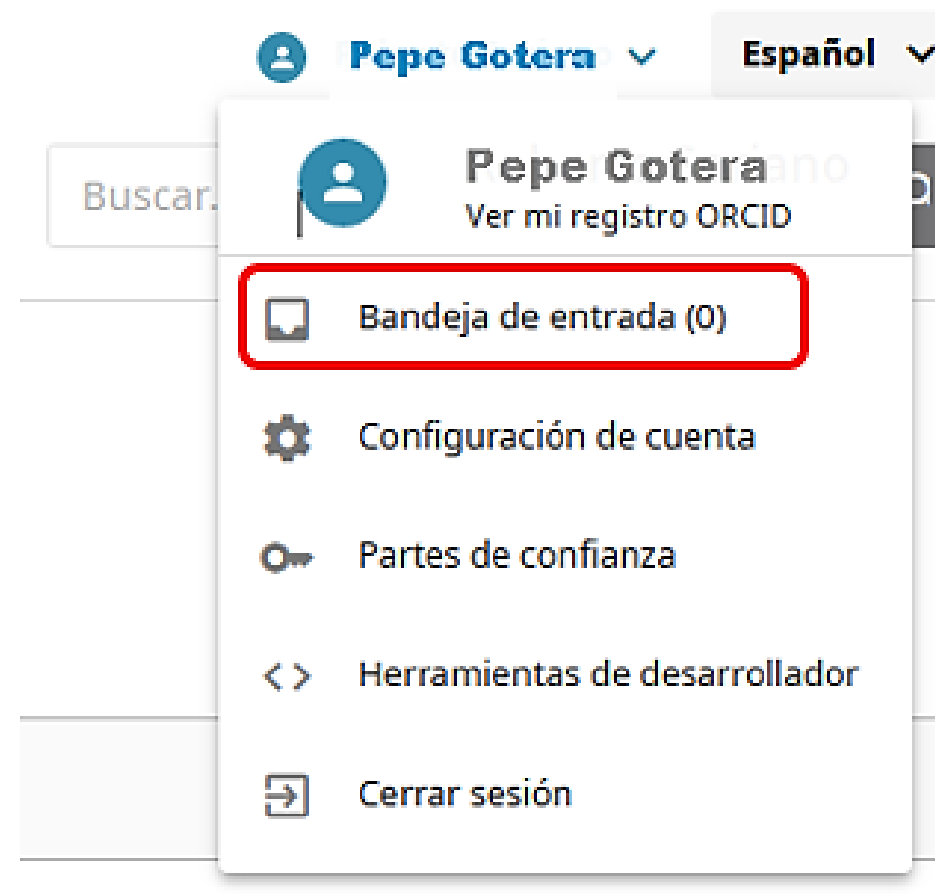 Pepe Gotera
Español
Buscar.
Pepe Gotera
Ver mi registro ORCID
Bandeja de entrada (0)
Configuración de cuenta
Partes de confianza
Herramientas de desarrollador
Cerrar sesión